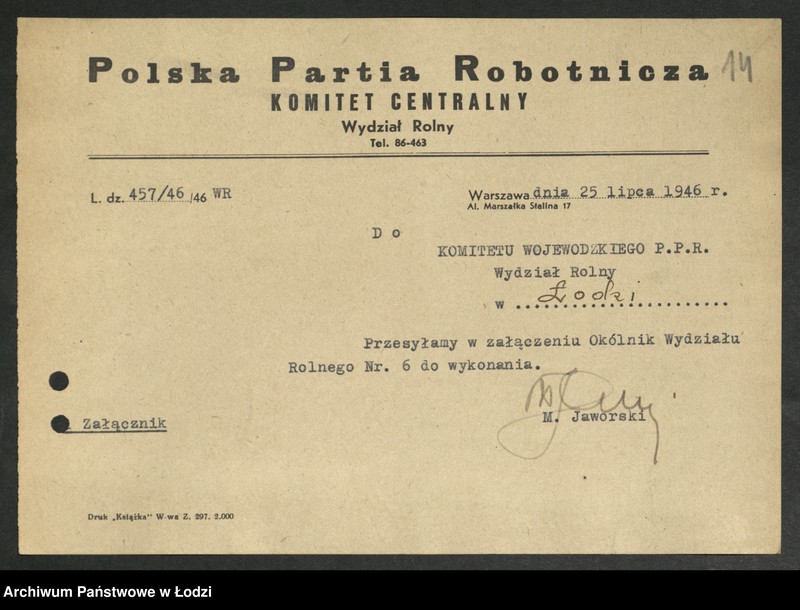 Polska Partia Robotnicza 14
KOMITET CENTRALNY
Wydział Rolny
Tel. 86-463
L. dz. 457/46 /46 WR
Warszawa dnia 25 lipca 1946 r.
Al. Marszałka Stalina 17
D o
KOMITETU WOJEWODZKIEGO P.P.R.
Wydział Rolny
w Łodzi
Przesyłamy w załączeniu Okólnik Wydziału
Rolnego Nr. 6 do wykonania.
M. Jaworski
Załącznik
Druk „Książka" W-wa Z. 297. 2.000
Archiwum Państwowe w Łodzi